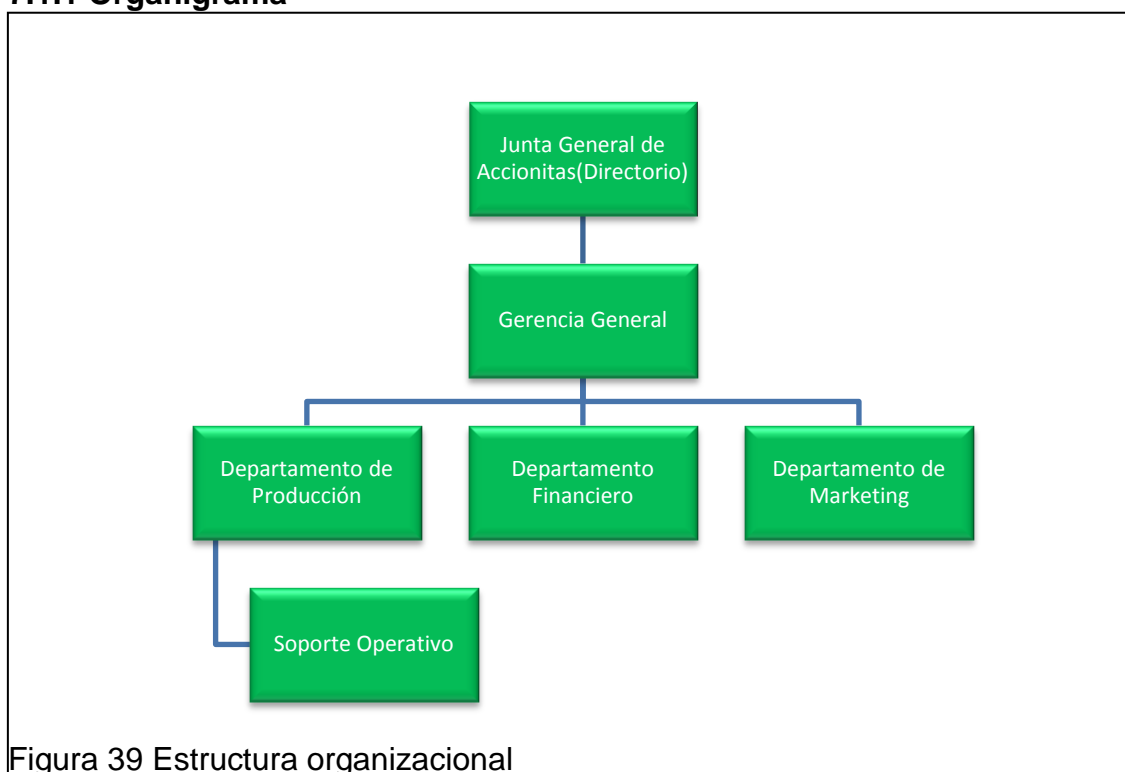 Organigrama
Junta General de
Accionitas(Directorio)
Gerencia General
Departamento de
Producción
Departamento
Financiero
Departamento de
Marketing
Soporte Operativo
Figura 39 Estructura organizacional